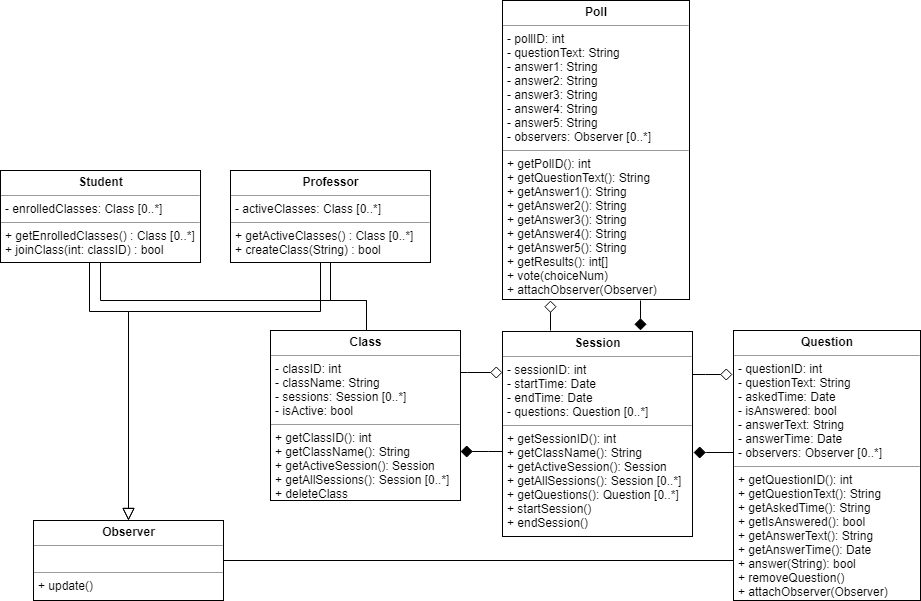 Poll
- pollID: int
- questionText: String
- answer1: String
- answer2: String
- answer3: String
- answer4: String
- answer5: String
- observers: Observer [0..*]
+ getPollD(): int
+ getQuestionText(): String
+ getAnswer1(): String
+ getAnswer2(): String
+ getAnswer3(): String
+ getAnswer4(): String
+ getAnswer5(): String
+ getResults(): int[]
+ vote(choiceNum)
+ attachObserver(Observer)
Student
- enrolledClasses: Class [0..*]
+ getEnrolledClasses() : Class [0..*]
+ joinClass(int: classID) : bool
Professor
- activeClasses: Class [0..*]
+ getActiveClasses() : Class [0..*]
+ createClass(String) : bool
Class
- classID: int
- className: String
- sessions: Session [0..*]
- isActive: bool
+ getClassID(): int
+ getClassName(): String
+ getActiveSession(): Session
+ getAllSessions(): Session [0..*]
+ deleteClass
Session
- sessionID: int
- startTime: Date
- endTime: Date
- questions: Question [0..*]
+ getSessionID(): int
+ getClassName(): String
+ getActiveSession(): Session
+ getAllSessions(): Session [0..*]
+ getQuestions(): Question [0..*]
+ startSession()
+ endSession()
Question
- questionID: int
- questionText: String
- askedTime: Date
- isAnswered: bool
- answerText: String
- answerTime: Date
- observers: Observer [0..*]
+ getQuestionID(): int
+ getQuestionText(): String
+ getAskedTime(): String
+ getIsAnswered(): bool
+ getAnswerText(): String
+ getAnswerTime(): Date
+ answer(String): bool
+ removeQuestion()
+ attachObserver(Observer)
Observer
+ update()